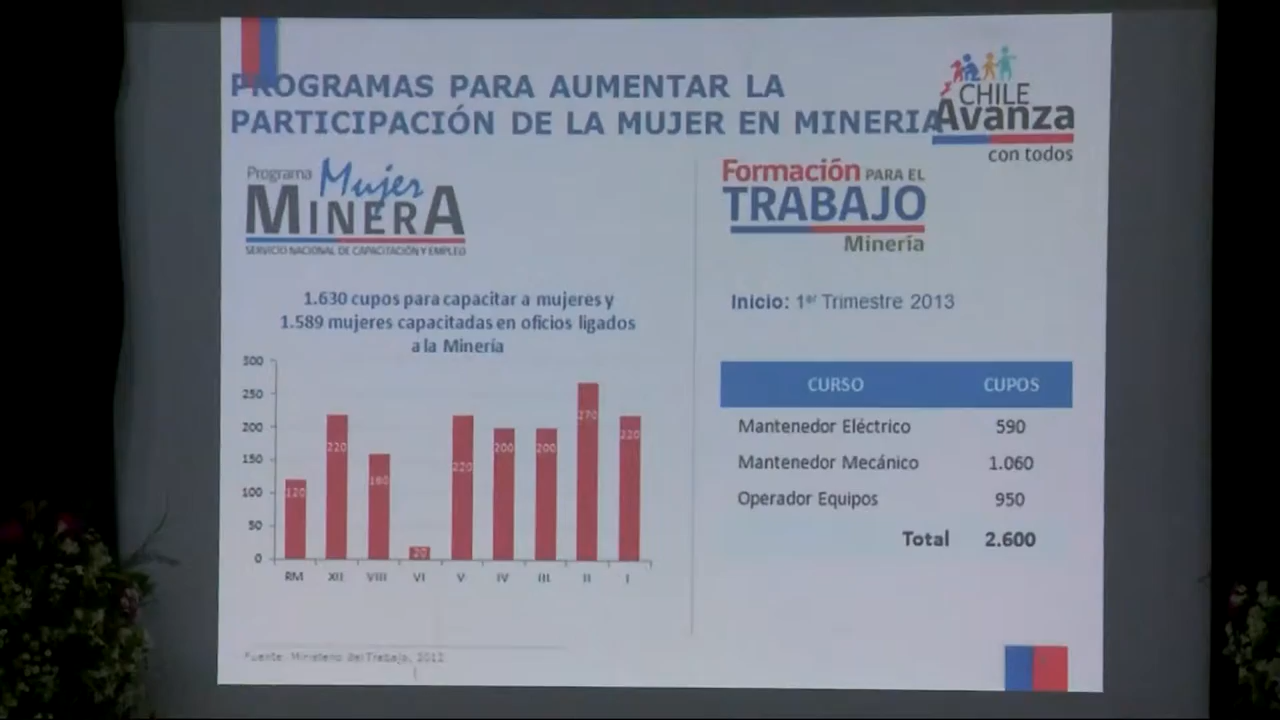 PROGRAMAS PARA AUMENTAR LA
PARTICIPACIÓN DE LA MUJER EN MINERIA
CHILE
Avanza
con todos
Programa Mujer
MINERA
SERVICIO NACIONAL DE CAPACITACIÓN Y EMPLEO
1.630 cupos para capacitar a mujeres y
1.589 mujeres capacitadas en oficios ligados
a la Minería
300
250
200
150
100
50
0
120
220
160
20
220
200
200
270
220
RM XII VIII VI V IV III II I
Fuente: Ministerio del Trabajo, 2012
Formación PARA EL
TRABAJO
Minería
Inicio: 1er Trimestre 2013
CURSO CUPOS
Mantenedor Eléctrico 590
Mantenedor Mecánico 1.060
Operador Equipos 950
Total 2.600